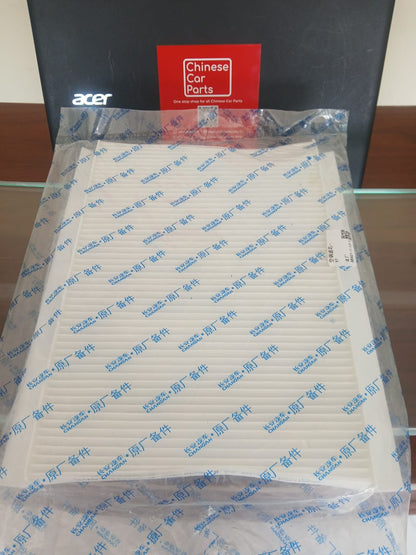 acer
Chinese
Car
Parts
One stop shop for all Chinese Car Parts
长安汽车
CHANGAN
原厂备件